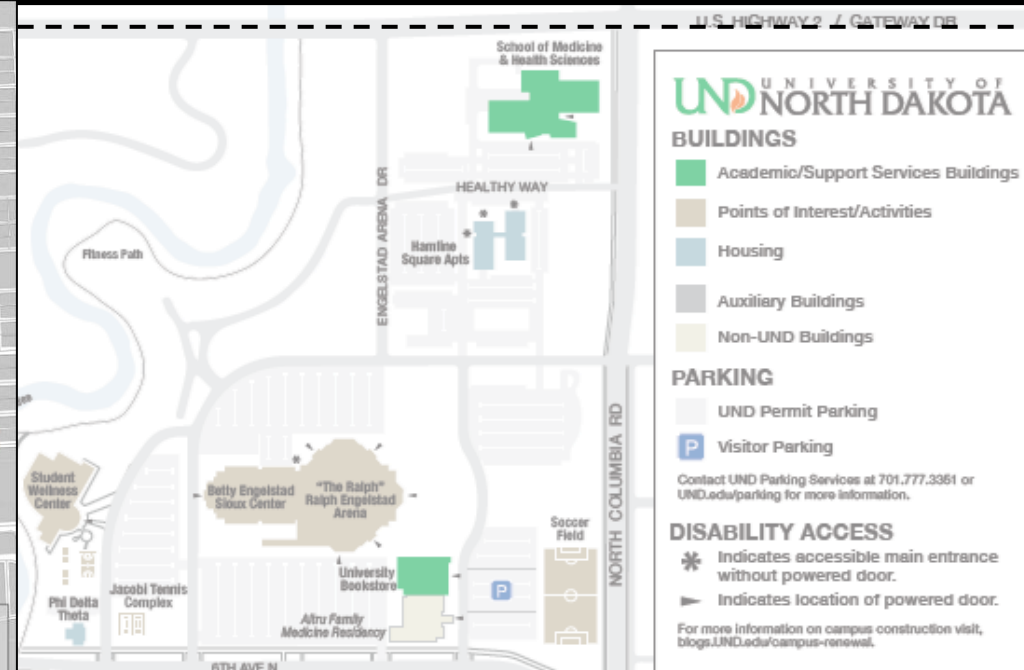 U.S. HIGHWAY 2 / GATEWAY DR
School of Medicine
& Health Sciences
HEALTHY WAY
ENGELSTAD ARENA DR
Hamline
Square Apts
Fitness Path
Student
Wellness
Center
Betty Engelstad
Sioux Center
"The Ralph"
Ralph Engelstad
Arena
NORTH COLUMBIA RD
Soccer
Field
University
Bookstore
P
Jacobi Tennis
Complex
Phi Delta
Theta
Altru Family
Medicine Residency
6TH AVE N
UND UNIVERSITY OF
NORTH DAKOTA
BUILDINGS
Academic/Support Services Buildings
Points of Interest/Activities
Housing
Auxiliary Buildings
Non-UND Buildings
PARKING
UND Permit Parking
P Visitor Parking
Contact UND Parking Services at 701.777.3351 or
UND.edu/parking for more information.
DISABILITY ACCESS
Indicates accessible main entrance
without powered door.
Indicates location of powered door.
For more information on campus construction visit,
blogs.UND.edu/campus-renewal.